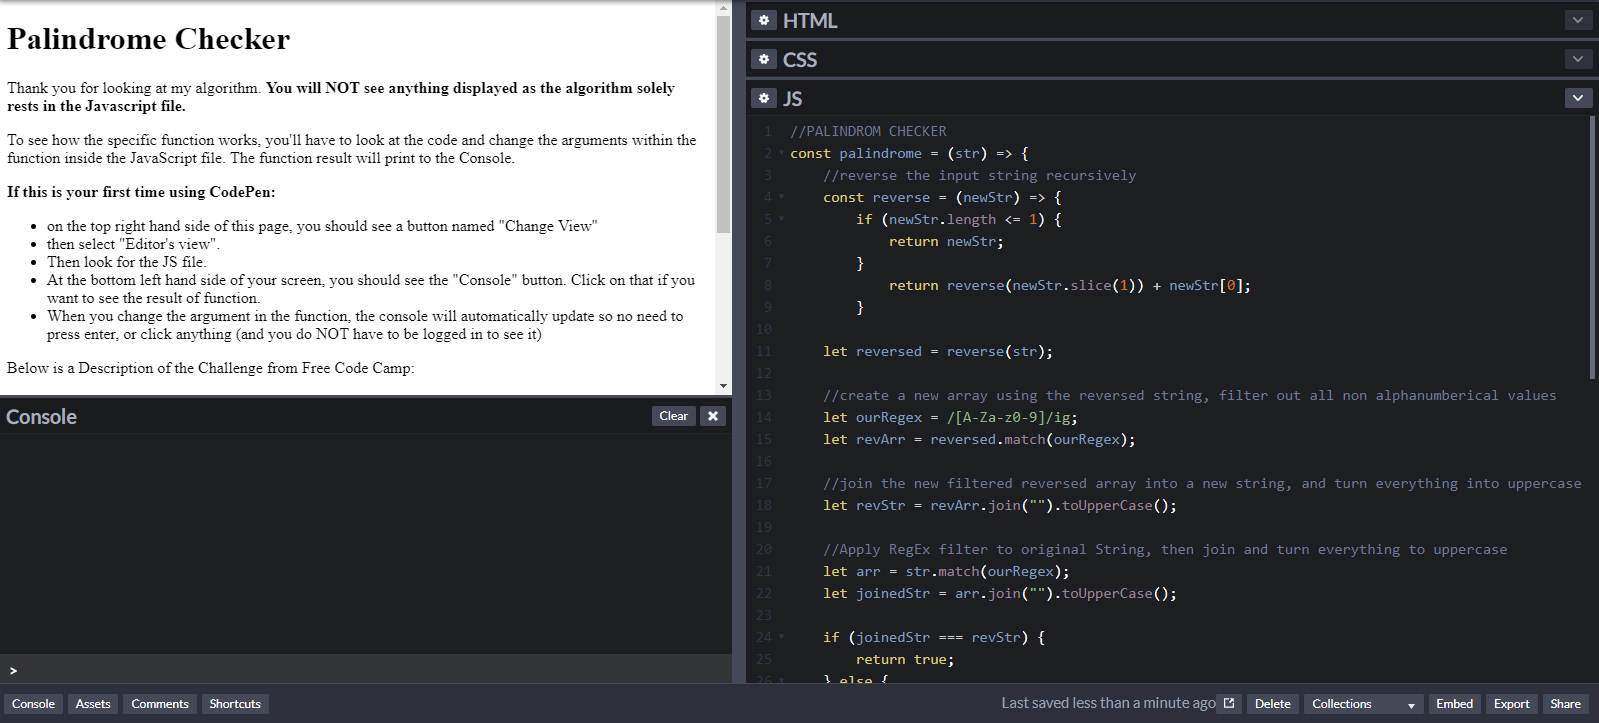 Palindrome Checker
Thank you for looking at my algorithm. You will NOT see anything displayed as the algorithm solely
rests in the Javascript file.
To see how the specific function works, you'll have to look at the code and change the arguments within the
function inside the JavaScript file. The function result will print to the Console.
If this is your first time using CodePen:
• on the top right hand side of this page, you should see a button named "Change View"
• then select "Editor's view".
• Then look for the JS file.
• At the bottom left hand side of your screen, you should see the "Console" button. Click on that if you
want to see the result of function.
• When you change the argument in the function, the console will automatically update so no need to
press enter, or click anything (and you do NOT have to be logged in to see it)
Below is a Description of the Challenge from Free Code Camp:
Console
Clear ✖
>
HTML
CSS
JS
1 //PALINDROM CHECKER
2 const palindrome = (str) => {
3     //reverse the input string recursively
4     const reverse = (newStr) => {
5         if (newStr.length <= 1) {
6             return newStr;
7         }
8             return reverse(newStr.slice(1)) + newStr[0];
9         }
10
11     let reversed = reverse(str);
12
13     //create a new array using the reversed string, filter out all non alphanumberical values
14     let ourRegex = /[A-Za-z0-9]/ig;
15     let revArr = reversed.match(ourRegex);
16
17     //join the new filtered reversed array into a new string, and turn everything into uppercase
18     let revStr = revArr.join("").toUpperCase();
19
20     //Apply RegEx filter to original String, then join and turn everything to uppercase
21     let arr = str.match(ourRegex);
22     let joinedStr = arr.join("").toUpperCase();
23
24     if (joinedStr === revStr) {
25         return true;
26     } else {
Console Assets Comments Shortcuts
Last saved less than a minute ago Delete Collections Embed Export Share